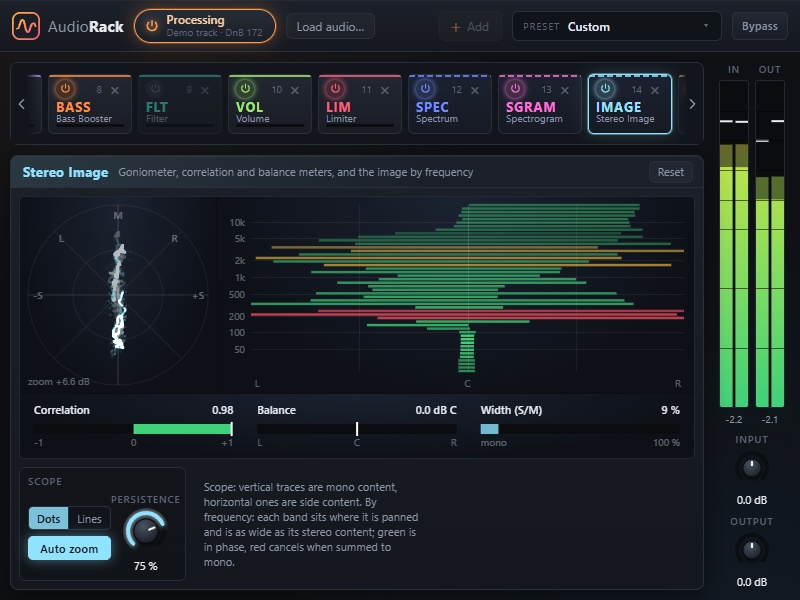 AudioRack
Processing
Demo track · DnB 172
Load audio...
+ Add
PRESET Custom
Bypass
BASS 8
Bass Booster
FLT 9
Filter
VOL 10
Volume
LIM 11
Limiter
SPEC 12
Spectrum
SGRAM 13
Spectrogram
IMAGE 14
Stereo Image
IN OUT
Stereo Image Goniometer, correlation and balance meters, and the image by frequency
Reset
M
L R
-S +S
zoom +6.6 dB
10k
5k
2k
1k
500
200
100
50
L C R
Correlation 0.98
-1 0 +1
Balance 0.0 dB C
L C R
Width (S/M) 9 %
mono 100 %
-2.2 -2.1
INPUT
0.0 dB
OUTPUT
0.0 dB
SCOPE
Dots Lines
Auto zoom
PERSISTENCE
75 %
Scope: vertical traces are mono content,
horizontal ones are side content. By
frequency: each band sits where it is panned
and is as wide as its stereo content; green is
in phase, red cancels when summed to
mono.